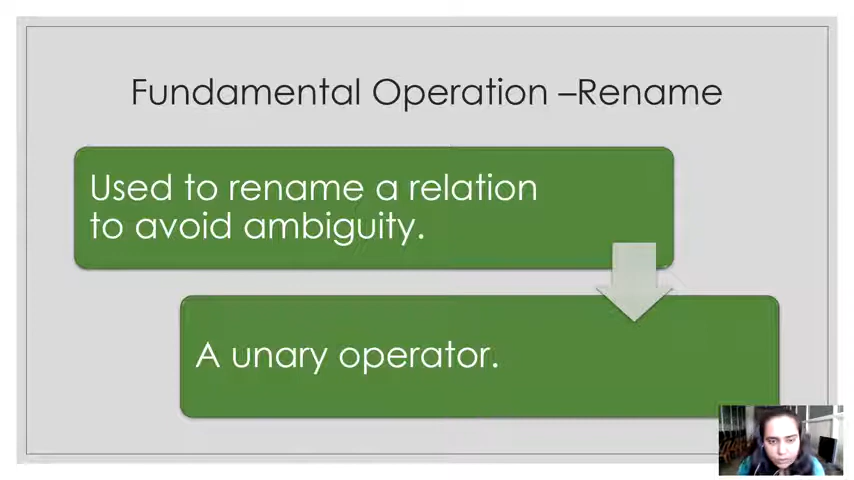 Fundamental Operation –Rename
Used to rename a relation
to avoid ambiguity.
A unary operator.